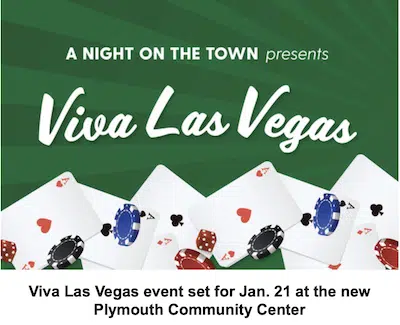 A NIGHT ON THE TOWN presents
Viva Las Vegas
Viva Las Vegas event set for Jan. 21 at the new
Plymouth Community Center